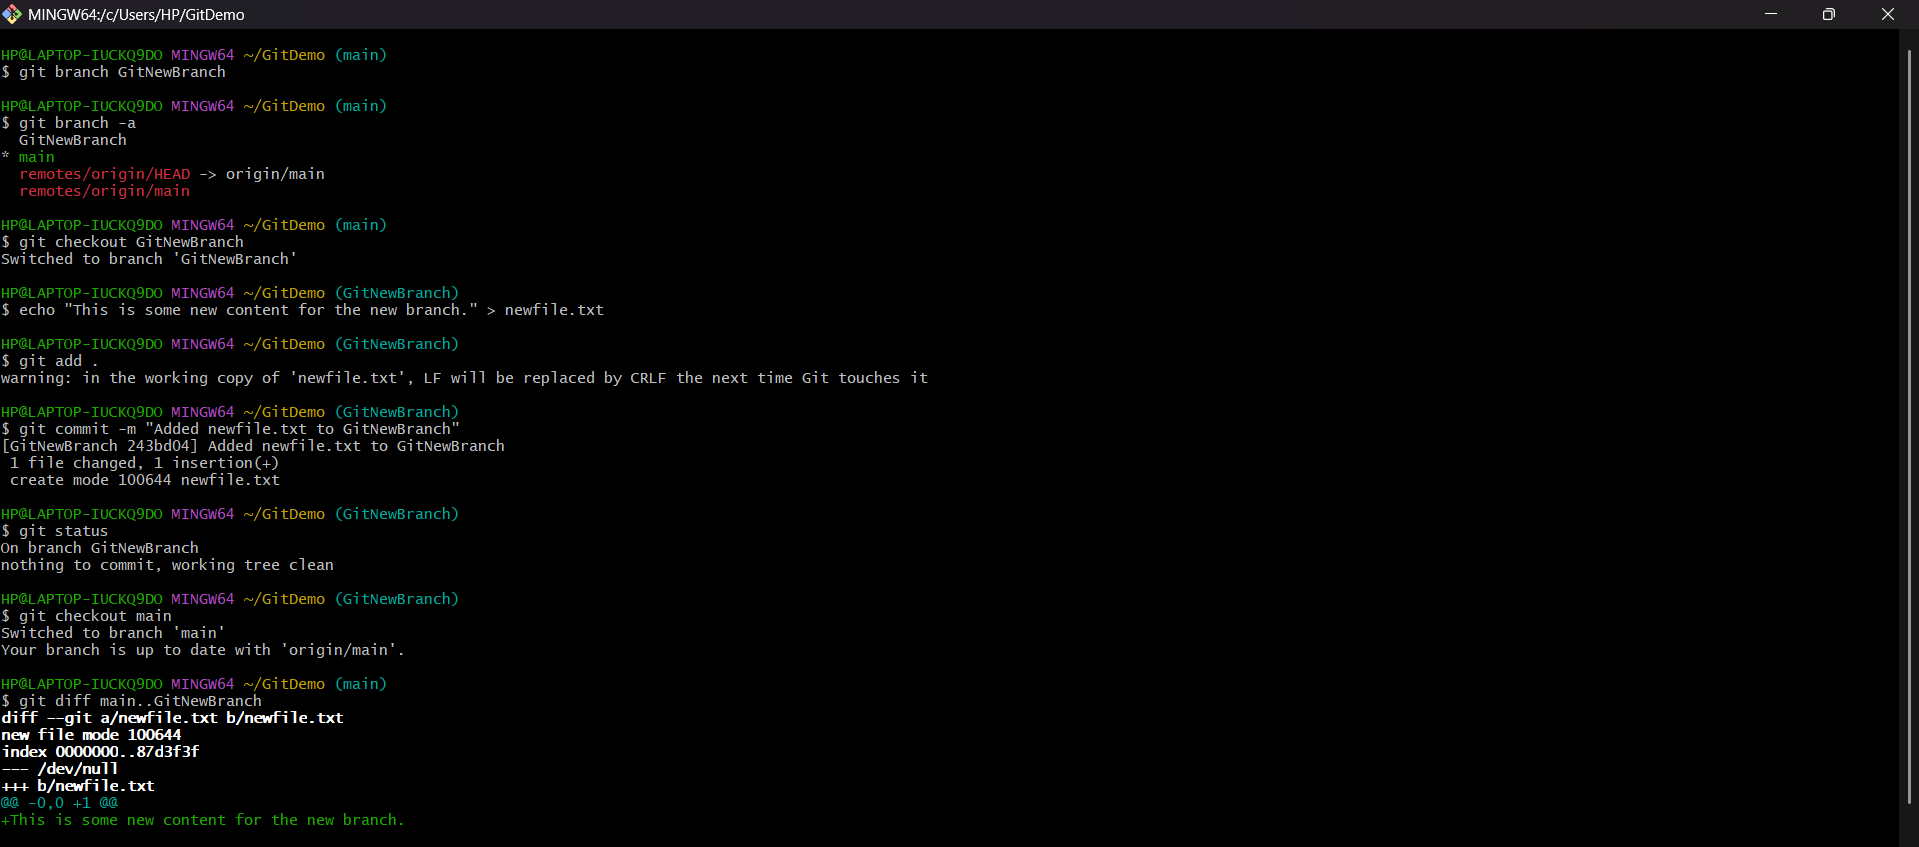 MINGW64:/c/Users/HP/GitDemo
HP@LAPTOP-IUCKQ9DO MINGW64 ~/GitDemo (main)
$ git branch GitNewBranch
HP@LAPTOP-IUCKQ9DO MINGW64 ~/GitDemo (main)
$ git branch -a
  GitNewBranch
* main
  remotes/origin/HEAD -> origin/main
  remotes/origin/main
HP@LAPTOP-IUCKQ9DO MINGW64 ~/GitDemo (main)
$ git checkout GitNewBranch
Switched to branch 'GitNewBranch'
HP@LAPTOP-IUCKQ9DO MINGW64 ~/GitDemo (GitNewBranch)
$ echo "This is some new content for the new branch." > newfile.txt
HP@LAPTOP-IUCKQ9DO MINGW64 ~/GitDemo (GitNewBranch)
$ git add .
warning: in the working copy of 'newfile.txt', LF will be replaced by CRLF the next time Git touches it
HP@LAPTOP-IUCKQ9DO MINGW64 ~/GitDemo (GitNewBranch)
$ git commit -m "Added newfile.txt to GitNewBranch"
[GitNewBranch 243bd04] Added newfile.txt to GitNewBranch
 1 file changed, 1 insertion(+)
 create mode 100644 newfile.txt
HP@LAPTOP-IUCKQ9DO MINGW64 ~/GitDemo (GitNewBranch)
$ git status
On branch GitNewBranch
nothing to commit, working tree clean
HP@LAPTOP-IUCKQ9DO MINGW64 ~/GitDemo (GitNewBranch)
$ git checkout main
Switched to branch 'main'
Your branch is up to date with 'origin/main'.
HP@LAPTOP-IUCKQ9DO MINGW64 ~/GitDemo (main)
$ git diff main..GitNewBranch
diff --git a/newfile.txt b/newfile.txt
new file mode 100644
index 0000000..87d3f3f
--- /dev/null
+++ b/newfile.txt
@@ -0,0 +1 @@
+This is some new content for the new branch.